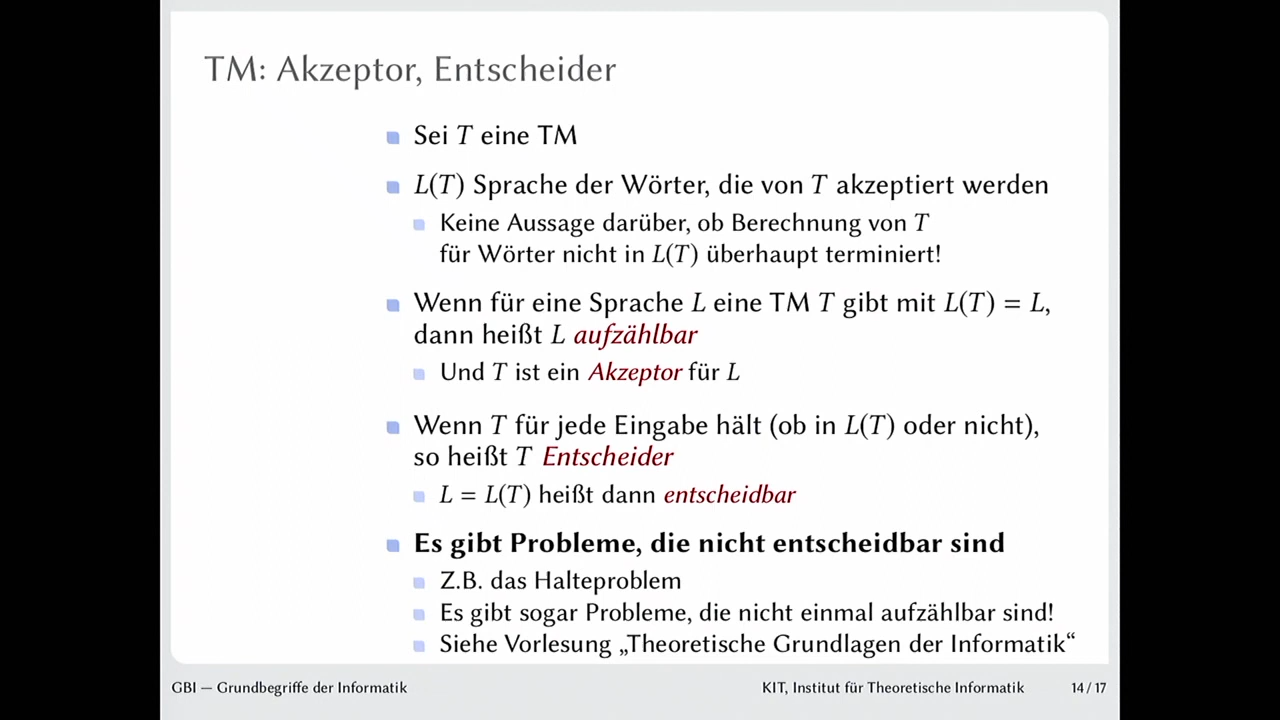 TM: Akzeptor, Entscheider
Sei T eine TM
L(T) Sprache der Wörter, die von T akzeptiert werden
Keine Aussage darüber, ob Berechnung von T
für Wörter nicht in L(T) überhaupt terminiert!
Wenn für eine Sprache L eine TM T gibt mit L(T) = L,
dann heißt L aufzählbar
Und T ist ein Akzeptor für L
Wenn T für jede Eingabe hält (ob in L(T) oder nicht),
so heißt T Entscheider
L = L(T) heißt dann entscheidbar
Es gibt Probleme, die nicht entscheidbar sind
Z.B. das Halteproblem
Es gibt sogar Probleme, die nicht einmal aufzählbar sind!
Siehe Vorlesung „Theoretische Grundlagen der Informatik“
GBI — Grundbegriffe der Informatik KIT, Institut für Theoretische Informatik 14 / 17